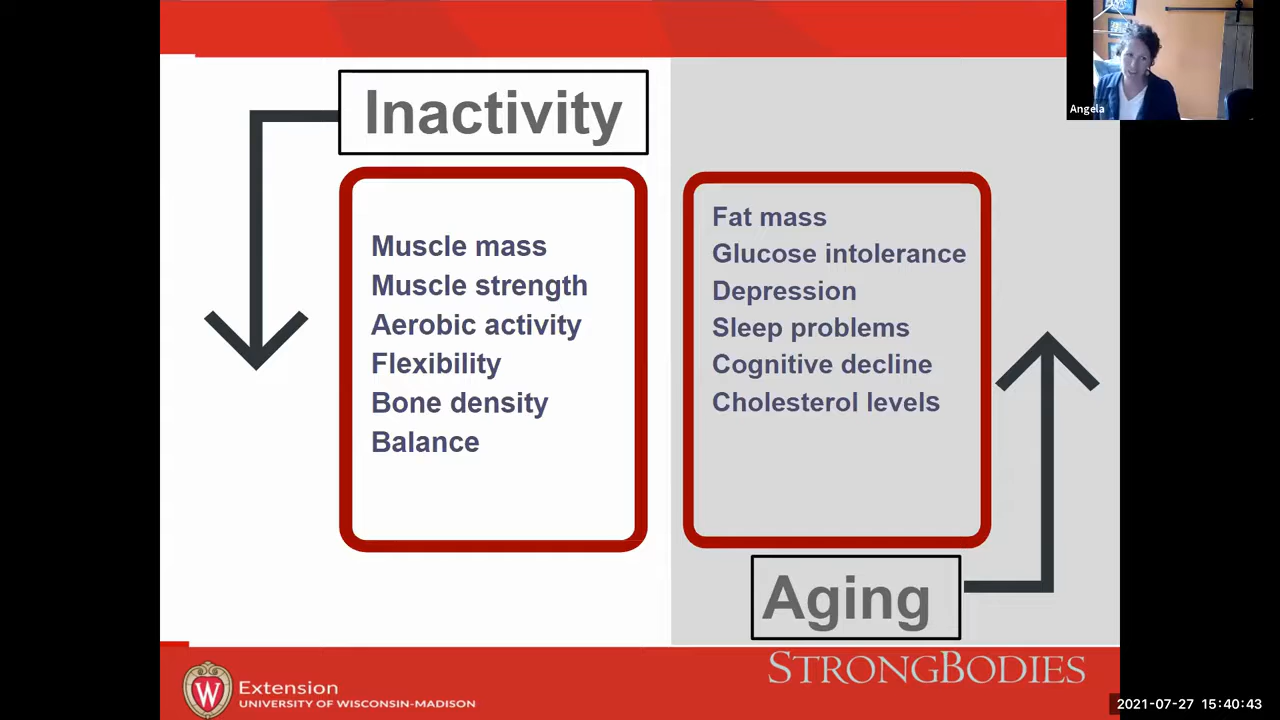 Inactivity
Muscle mass
Muscle strength
Aerobic activity
Flexibility
Bone density
Balance
Fat mass
Glucose intolerance
Depression
Sleep problems
Cognitive decline
Cholesterol levels
Aging
W
Extension
UNIVERSITY OF WISCONSIN-MADISON
STRONGBODIES
Angela
2021-07-27 15:40:43